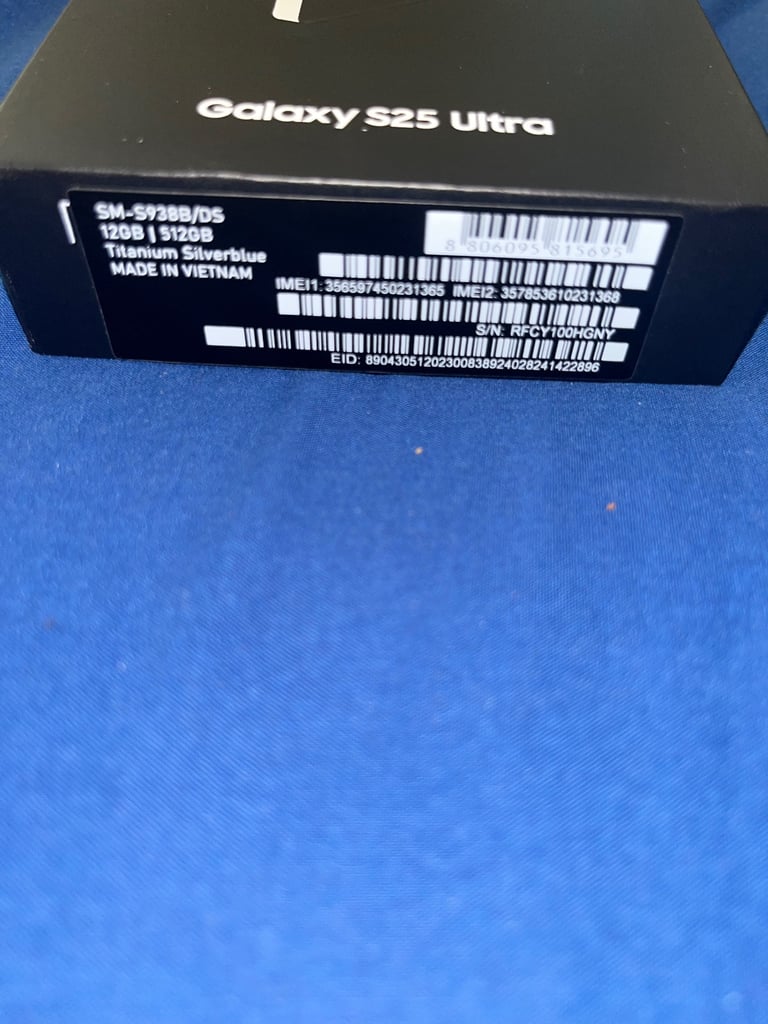 Galaxy S25 Ultra
SM-S938B/DS
12GB | 512GB
Titanium Silverblue
MADE IN VIETNAM
8 806095 815695
IMEI1: 356597450231365 IMEI2: 357853610231368
S/N: RFCY100HGNY
EID: 89043051202300838924028241422896